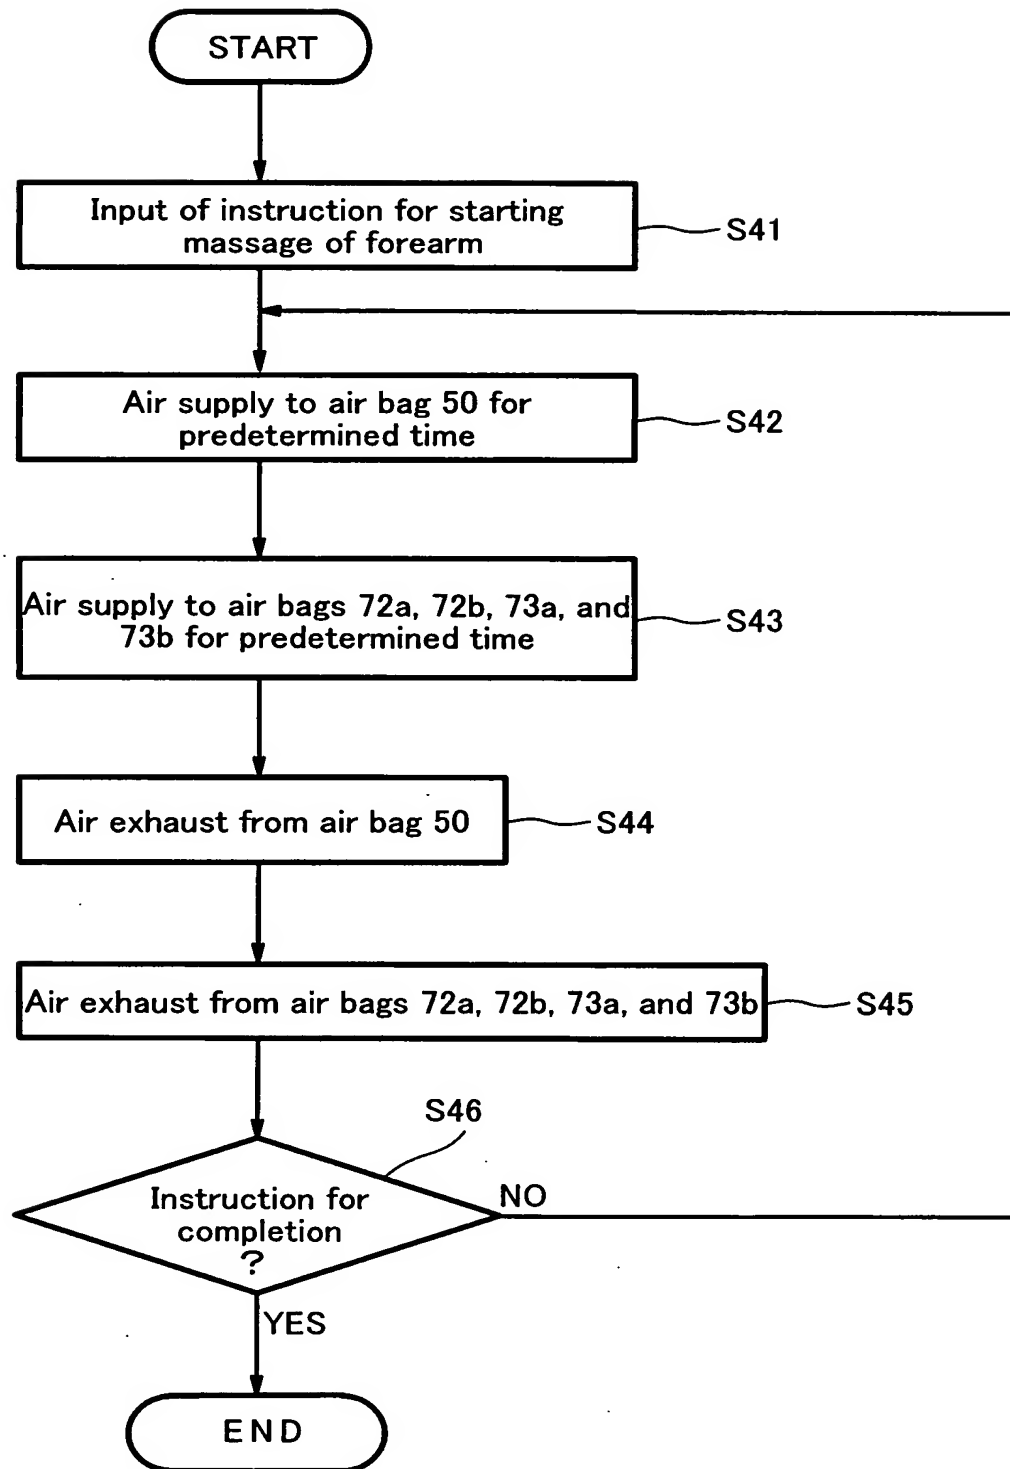 START
Input of instruction for starting
massage of forearm
S41
Air supply to air bag 50 for
predetermined time
S42
Air supply to air bags 72a, 72b, 73a, and
73b for predetermined time
S43
Air exhaust from air bag 50
S44
Air exhaust from air bags 72a, 72b, 73a, and 73b
S45
S46
Instruction for
completion
?
NO
YES
END